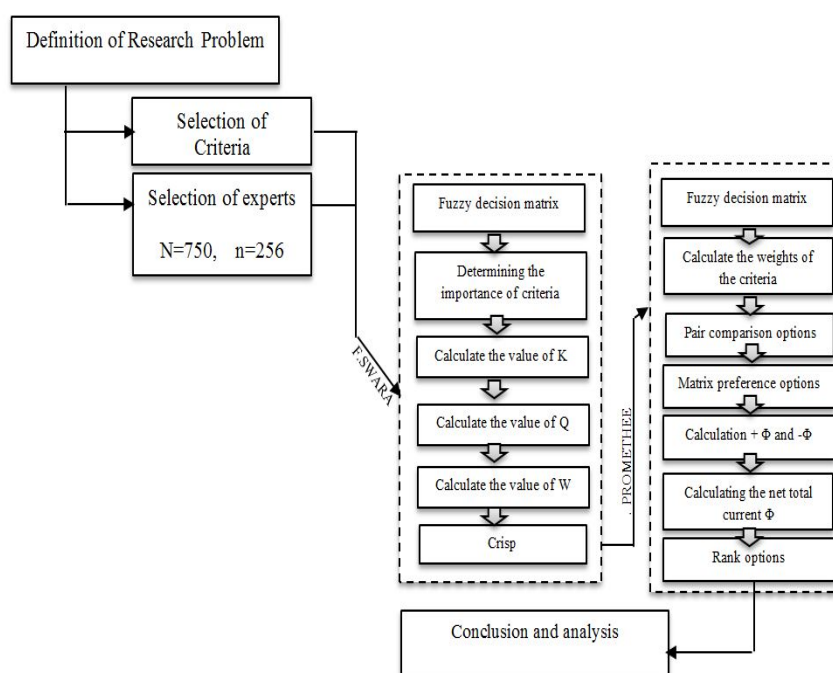 Definition of Research Problem
Selection of
Criteria
Selection of experts
N=750, n=256
F.SWARA
Fuzzy decision matrix
Determining the
importance of criteria
Calculate the value of K
Calculate the value of Q
Calculate the value of W
Crisp
. PROMETHEE
Fuzzy decision matrix
Calculate the weights of
the criteria
Pair comparison options
Matrix preference options
Calculation + Φ and -Φ
Calculating the net total
current Φ
Rank options
Conclusion and analysis